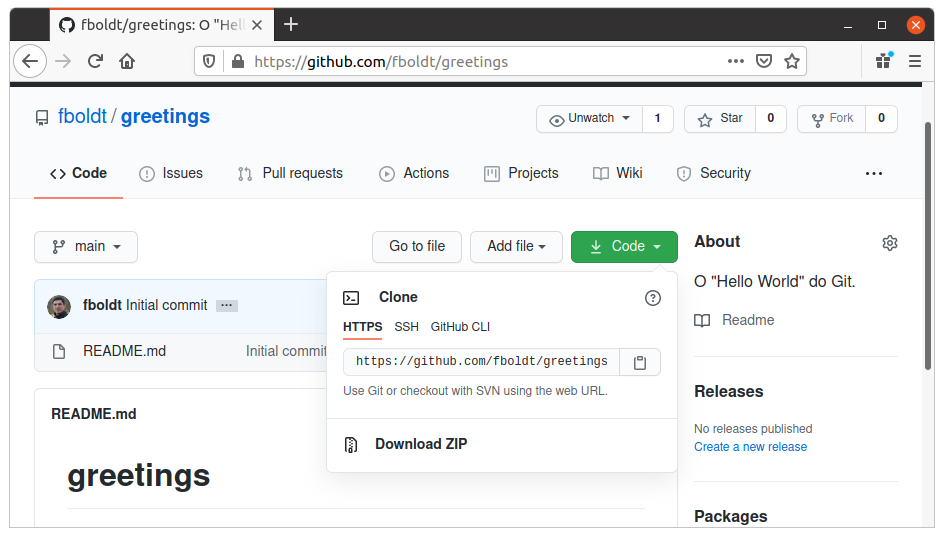 fboldt/greetings: O "Hell
https://github.com/fboldt/greetings
fboldt / greetings
Unwatch 1 Star 0 Fork 0
Code Issues Pull requests Actions Projects Wiki Security
main Go to file Add file Code
About
O "Hello World" do Git.
Readme
fboldt Initial commit
README.md Initial commit
Clone
HTTPS SSH GitHub CLI
https://github.com/fboldt/greetings
Use Git or checkout with SVN using the web URL.
Download ZIP
README.md
greetings
Releases
No releases published
Create a new release
Packages